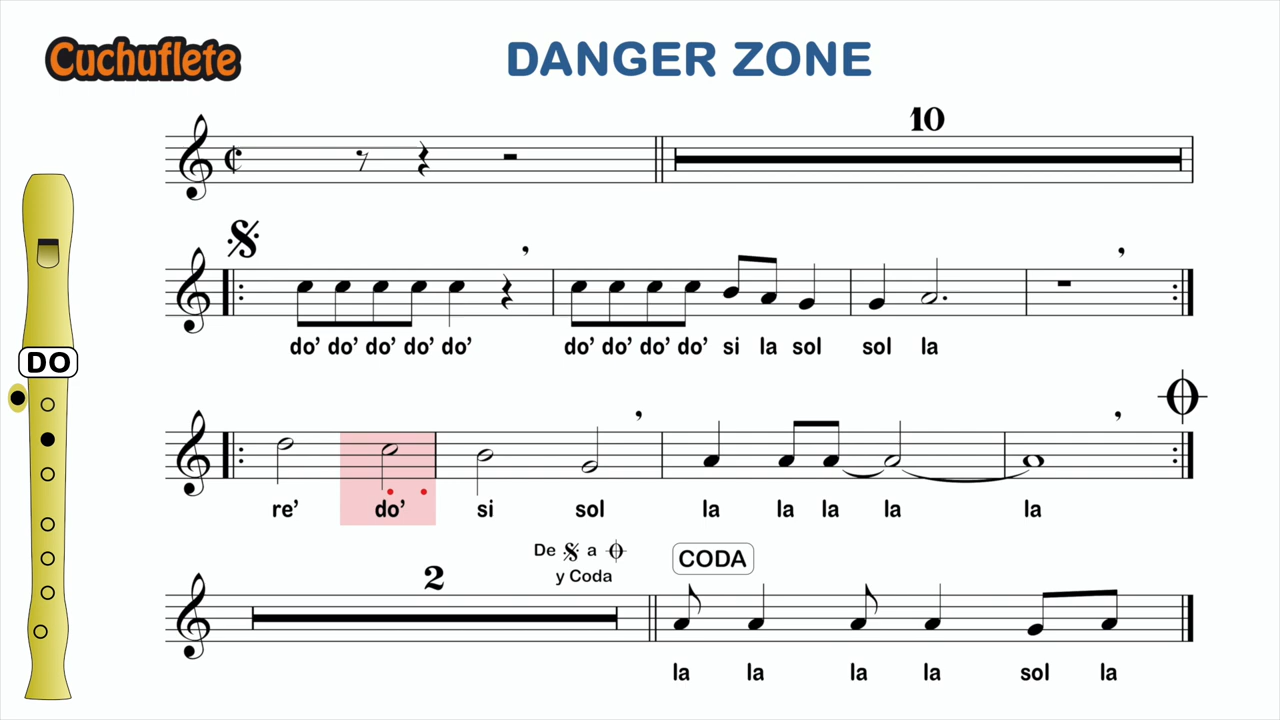 Cuchuflete
DANGER ZONE
10
do’ do’ do’ do’ do’ do’ do’ do’ do’ si la sol sol la
DO
re’ do’ si sol la la la la la
De a
y Coda
2
CODA
la la la la sol la